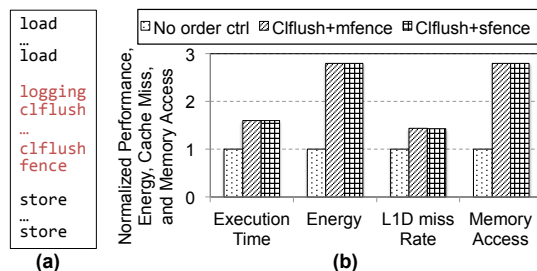 load
…
load
logging
clflush
…
clflush
fence
store
…
store
(a)
No order ctrl
Clflush+mfence
Clflush+sfence
Normalized Performance,
Energy, Cache Miss,
and Memory Access
3
2
1
0
Execution
Time
Energy
L1D miss
Rate
Memory
Access
(b)